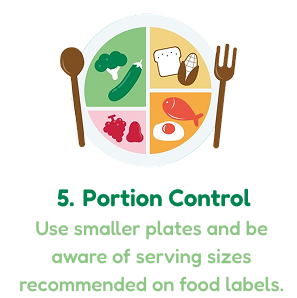 5. Portion Control
Use smaller plates and be
aware of serving sizes
recommended on food labels.